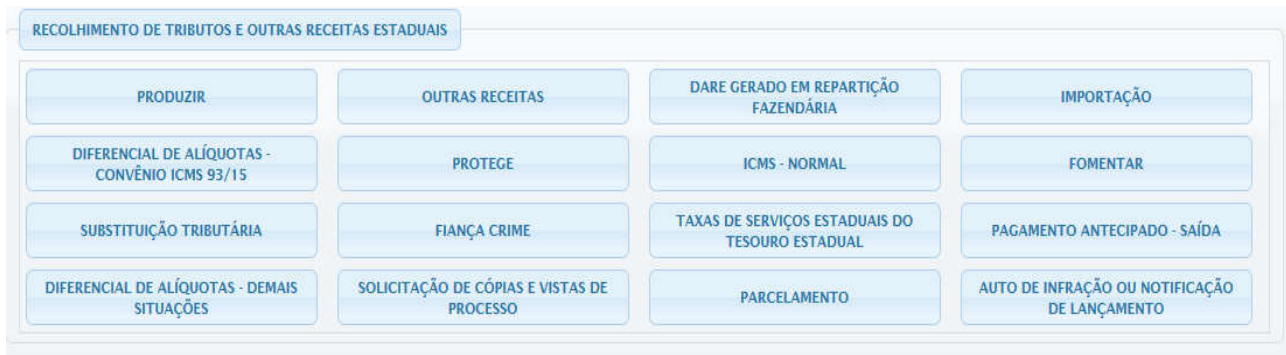 RECOLHIMENTO DE TRIBUTOS E OUTRAS RECEITAS ESTADUAIS
PRODUZIR
OUTRAS RECEITAS
DARE GERADO EM REPARTIÇÃO
FAZENDÁRIA
IMPORTAÇÃO
DIFERENCIAL DE ALÍQUOTAS -
CONVÊNIO ICMS 93/15
PROTEGE
ICMS - NORMAL
FOMENTAR
SUBSTITUIÇÃO TRIBUTÁRIA
FIANÇA CRIME
TAXAS DE SERVIÇOS ESTADUAIS DO
TESOURO ESTADUAL
PAGAMENTO ANTECIPADO - SAÍDA
DIFERENCIAL DE ALÍQUOTAS - DEMAIS
SITUAÇÕES
SOLICITAÇÃO DE CÓPIAS E VISTAS DE
PROCESSO
PARCELAMENTO
AUTO DE INFRAÇÃO OU NOTIFICAÇÃO
DE LANÇAMENTO